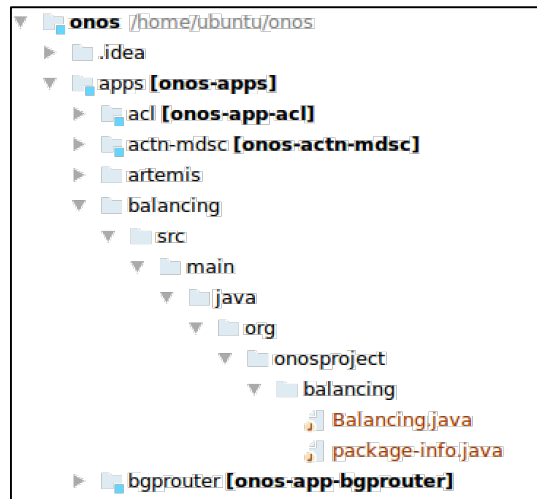 onos /home/ubuntu/onos
.idea
apps [onos-apps]
acl [onos-app-acl]
actn-mdsc [onos-actn-mdsc]
artemis
balancing
src
main
java
org
onosproject
balancing
Balancing.java
package-info.java
bgprouter [onos-app-bgprouter]